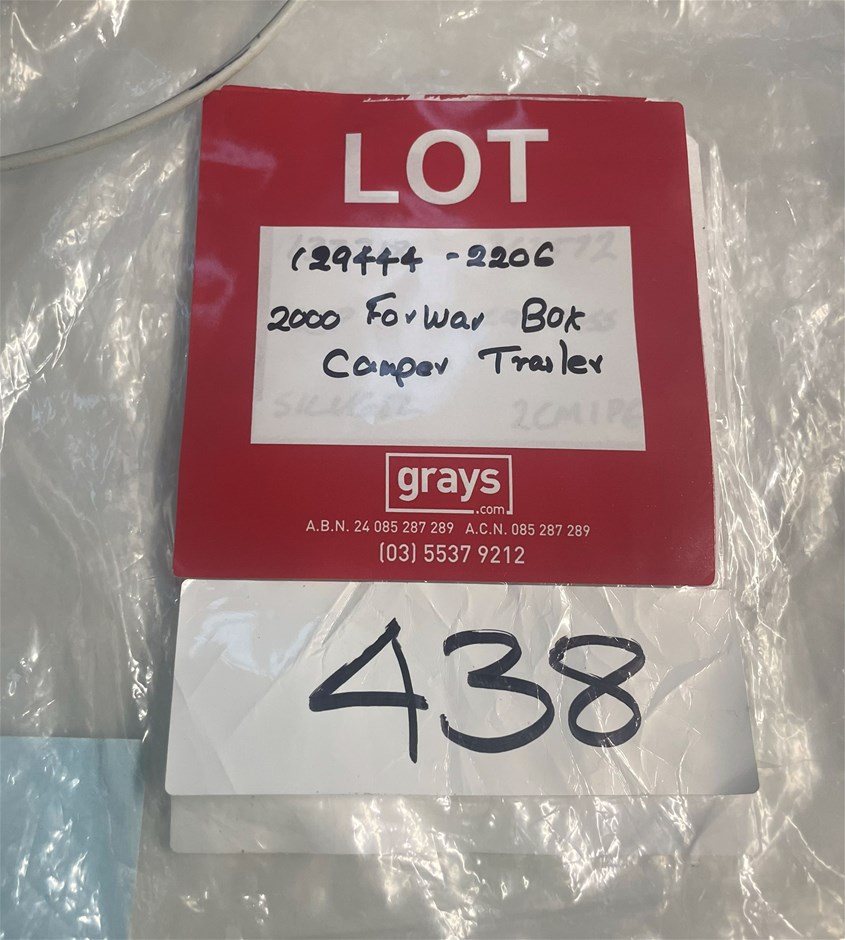 LOT
129444 - 2206
2000 Forwar Box
Camper Trailer
grays
.com
A.B.N. 24 085 287 289 A.C.N. 085 287 289
(03) 5537 9212
438